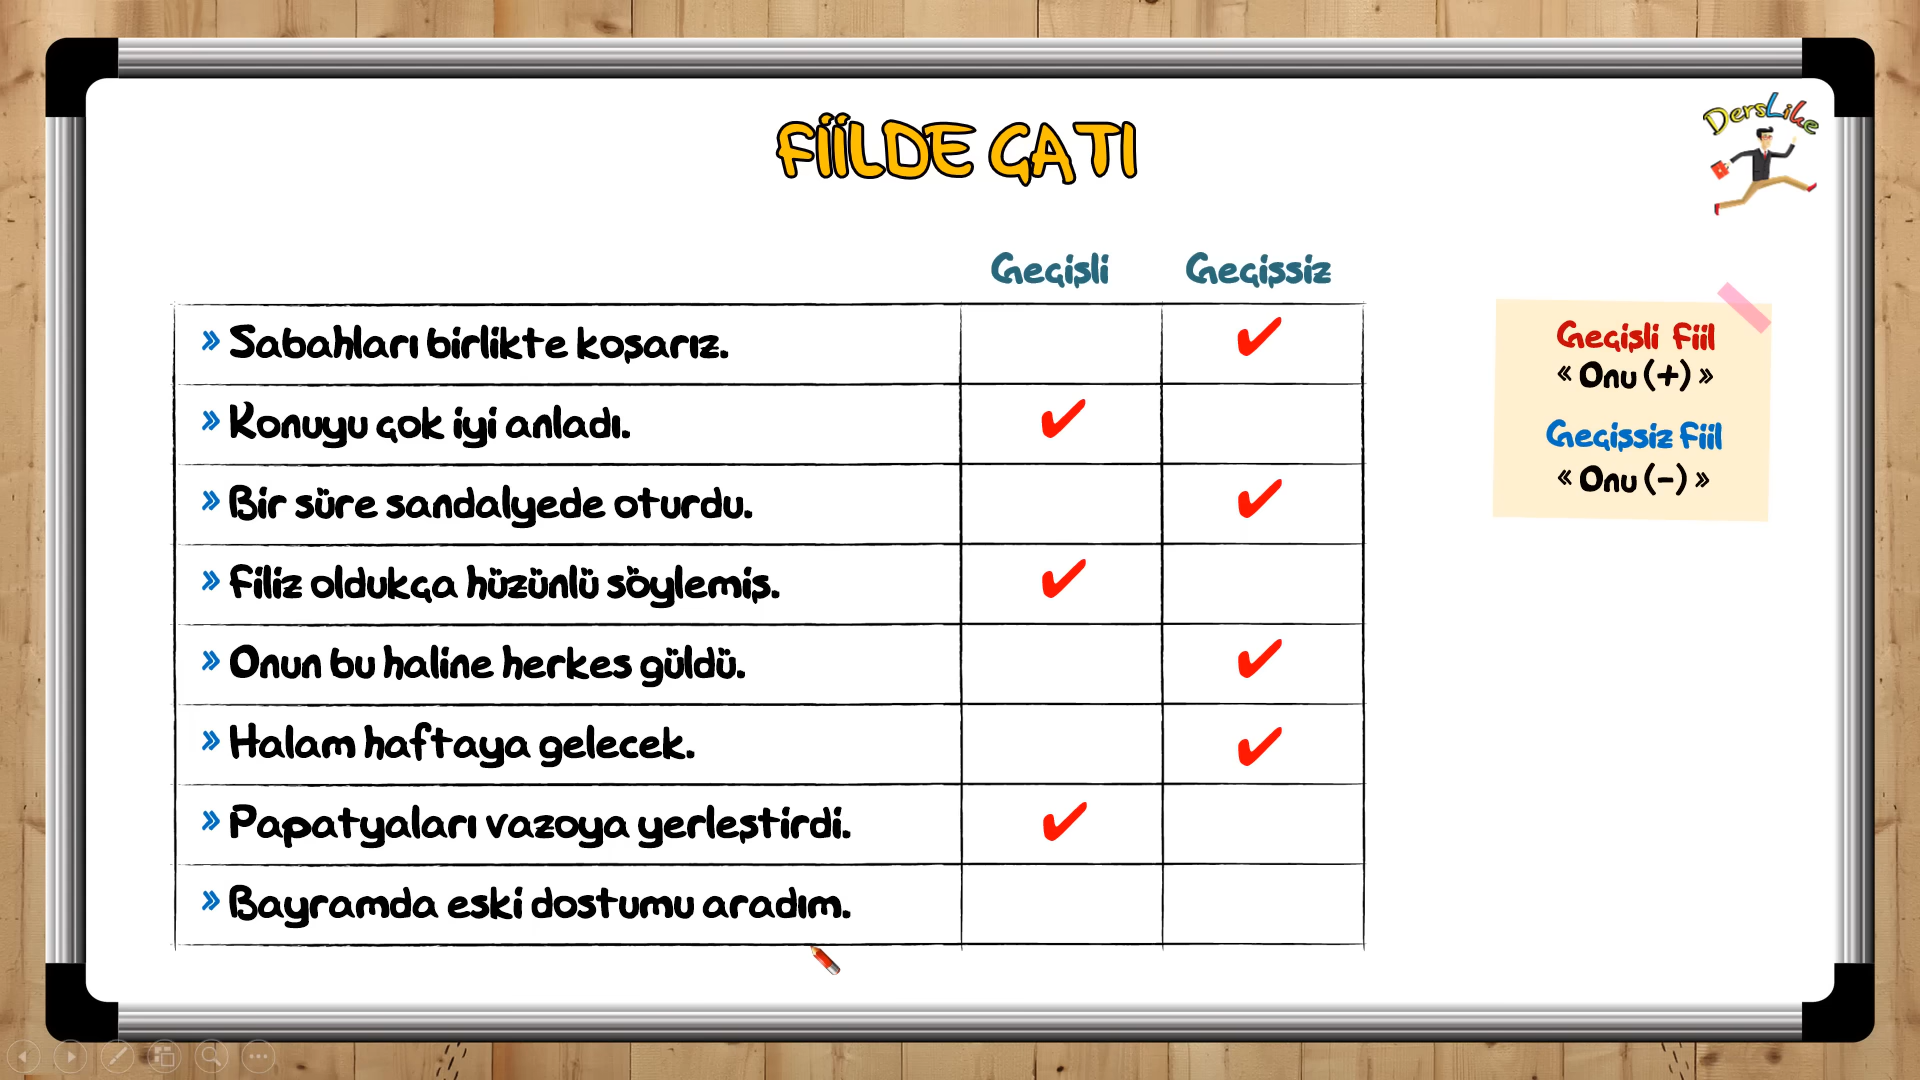 FİİLDE ÇATI
DersLike
Geçişli Geçişsiz
» Sabahları birlikte koşarız. ✔
» Konuyu çok iyi anladı. ✔
» Bir süre sandalyede oturdu. ✔
» Filiz oldukça hüzünlü söylemiş. ✔
» Onun bu haline herkes güldü. ✔
» Halam haftaya gelecek. ✔
» Papatyaları vazoya yerleştirdi. ✔
» Bayramda eski dostumu aradım.
Geçişli Fiil
« Onu (+) »
Geçişsiz Fiil
« Onu (-) »